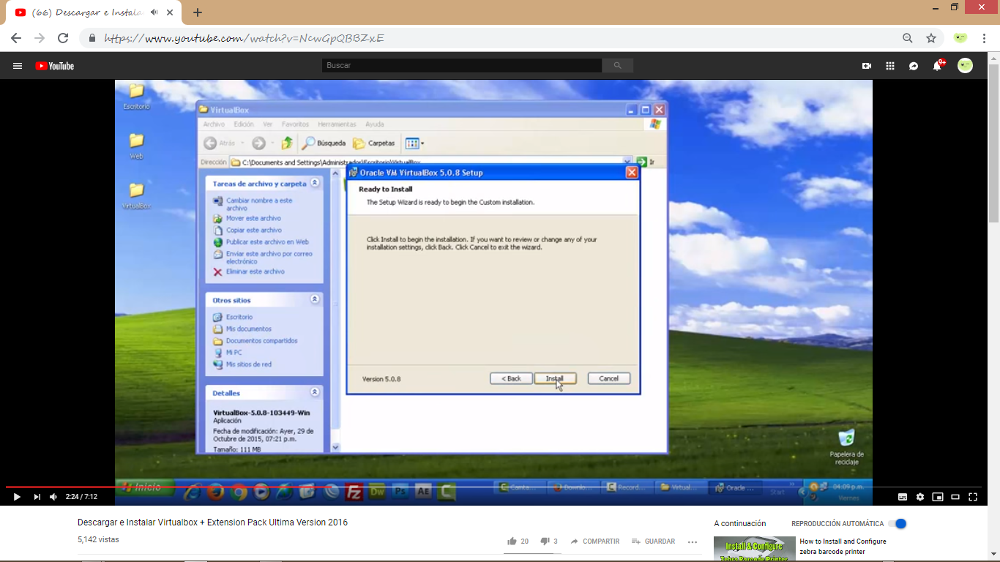 (66) Descargar e Instala
https://www.youtube.com/watch?v=NcwGpQBBZxE
YouTube
Buscar
9+
Escritorio
Web
VirtualBox
VirtualBox
Archivo Edición Ver Favoritos Herramientas Ayuda
Atrás Búsqueda Carpetas
Dirección C:\Documents and Settings\Administrador\Escritorio\VirtualBox Ir
Tareas de archivo y carpeta
Cambiar nombre a este
archivo
Mover este archivo
Copiar este archivo
Publicar este archivo en Web
Enviar este archivo por correo
electrónico
Eliminar este archivo
Otros sitios
Escritorio
Mis documentos
Documentos compartidos
Mi PC
Mis sitios de red
Detalles
VirtualBox-5.0.8-103449-Win
Aplicación
Fecha de modificación: Ayer, 29 de
Octubre de 2015, 07:21 p.m.
Tamaño: 111 MB
Oracle VM VirtualBox 5.0.8 Setup
Ready to Install
The Setup Wizard is ready to begin the Custom installation.
Click Install to begin the installation. If you want to review or change any of your
installation settings, click Back. Click Cancel to exit the wizard.
Version 5.0.8
< Back Install Cancel
Papelera de
reciclaje
Inicio
Fz Dw Ps AE C
Camta... Downlo... Record... Virtual... Oracle ... Start
04:09 p.m.
Viernes
2:24 / 7:12
Descargar e Instalar Virtualbox + Extension Pack Ultima Version 2016
5,142 vistas
20 3 COMPARTIR GUARDAR ...
A continuación REPRODUCCIÓN AUTOMÁTICA
Install & Configure
Zebra Barcode Printer
How to Install and Configure
zebra barcode printer